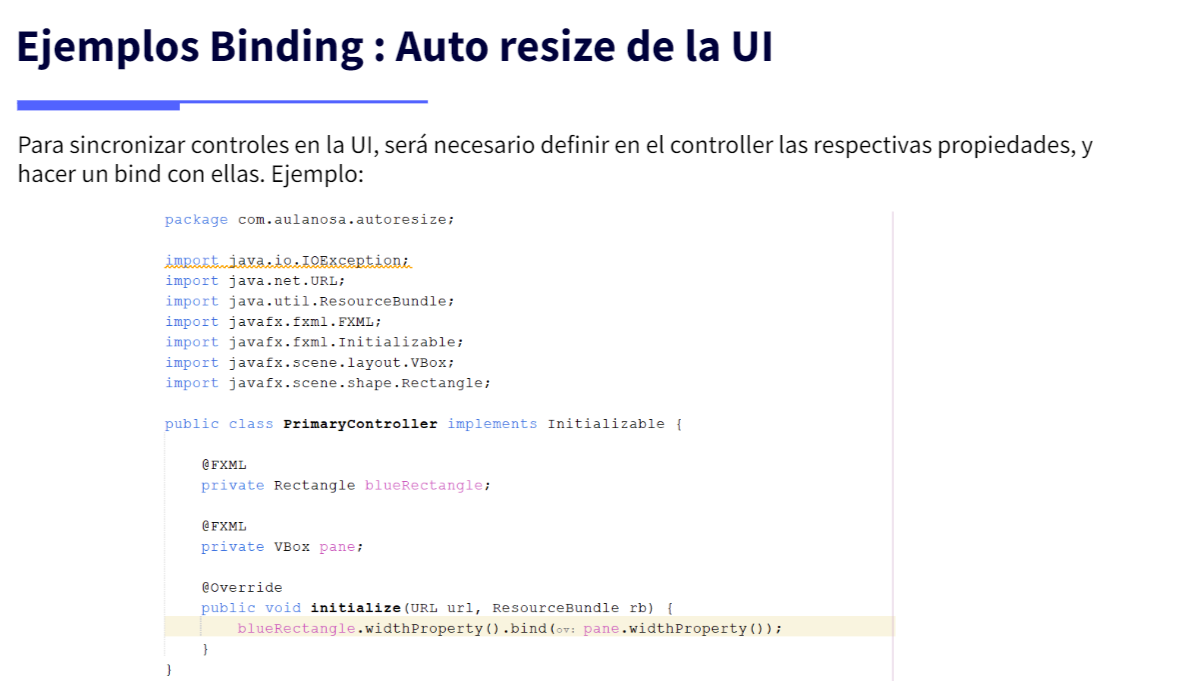 Ejemplos Binding : Auto resize de la UI
Para sincronizar controles en la UI, será necesario definir en el controller las respectivas propiedades, y
hacer un bind con ellas. Ejemplo:
package com.aulanosa.autoresize;
import java.io.IOException;
import java.net.URL;
import java.util.ResourceBundle;
import javafx.fxml.FXML;
import javafx.fxml.Initializable;
import javafx.scene.layout.VBox;
import javafx.scene.shape.Rectangle;
public class PrimaryController implements Initializable {
@FXML
private Rectangle blueRectangle;
@FXML
private VBox pane;
@Override
public void initialize(URL url, ResourceBundle rb) {
blueRectangle.widthProperty().bind(ov: pane.widthProperty());
}
}